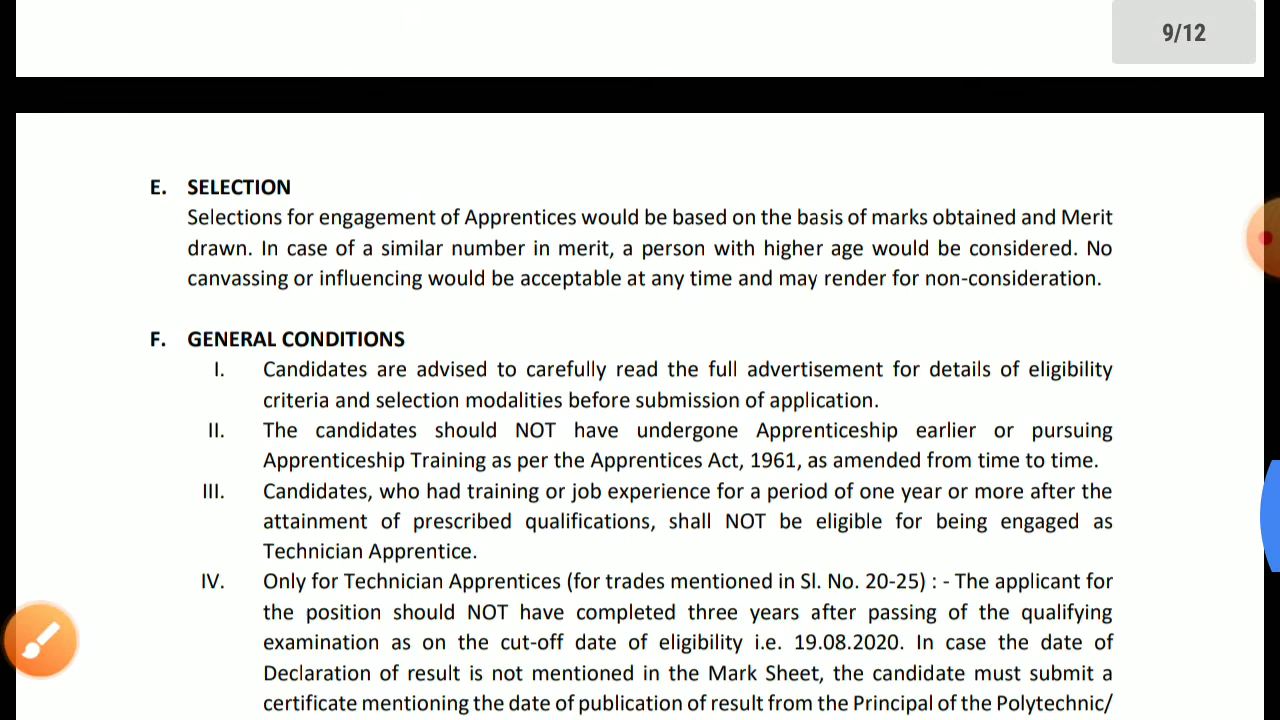 9/12
E. SELECTION
Selections for engagement of Apprentices would be based on the basis of marks obtained and Merit
drawn. In case of a similar number in merit, a person with higher age would be considered. No
canvassing or influencing would be acceptable at any time and may render for non-consideration.
F. GENERAL CONDITIONS
I. Candidates are advised to carefully read the full advertisement for details of eligibility
criteria and selection modalities before submission of application.
II. The candidates should NOT have undergone Apprenticeship earlier or pursuing
Apprenticeship Training as per the Apprentices Act, 1961, as amended from time to time.
III. Candidates, who had training or job experience for a period of one year or more after the
attainment of prescribed qualifications, shall NOT be eligible for being engaged as
Technician Apprentice.
IV. Only for Technician Apprentices (for trades mentioned in Sl. No. 20-25) : - The applicant for
the position should NOT have completed three years after passing of the qualifying
examination as on the cut-off date of eligibility i.e. 19.08.2020. In case the date of
Declaration of result is not mentioned in the Mark Sheet, the candidate must submit a
certificate mentioning the date of publication of result from the Principal of the Polytechnic/